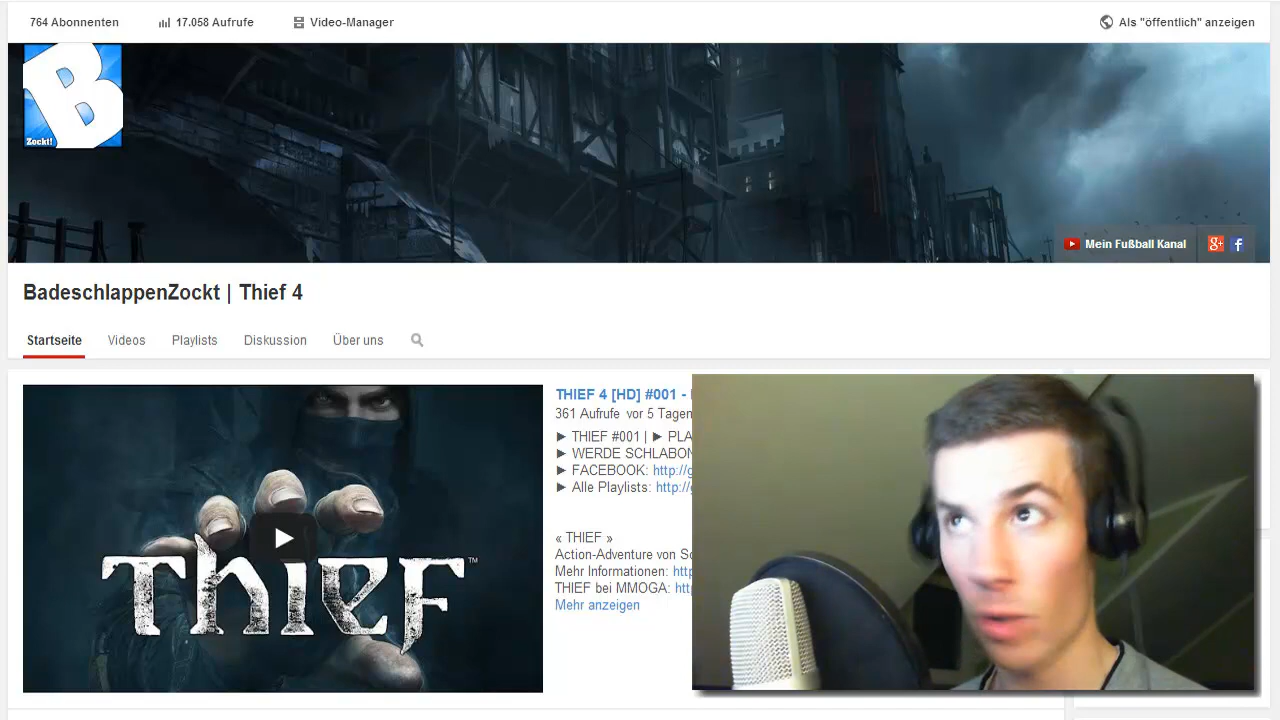 764 Abonnenten
17.058 Aufrufe
Video-Manager
Als "öffentlich" anzeigen
B
Zockt!
Mein Fußball Kanal
BadeschlappenZockt | Thief 4
Startseite
Videos
Playlists
Diskussion
Über uns
THIEF™
THIEF 4 [HD] #001 -
361 Aufrufe vor 5 Tagen
► THIEF #001 | ► PLA
► WERDE SCHLABON
► FACEBOOK: http://g
► Alle Playlists: http://g
« THIEF »
Action-Adventure von Sc
Mehr Informationen: http
THIEF bei MMOGA: htt
Mehr anzeigen